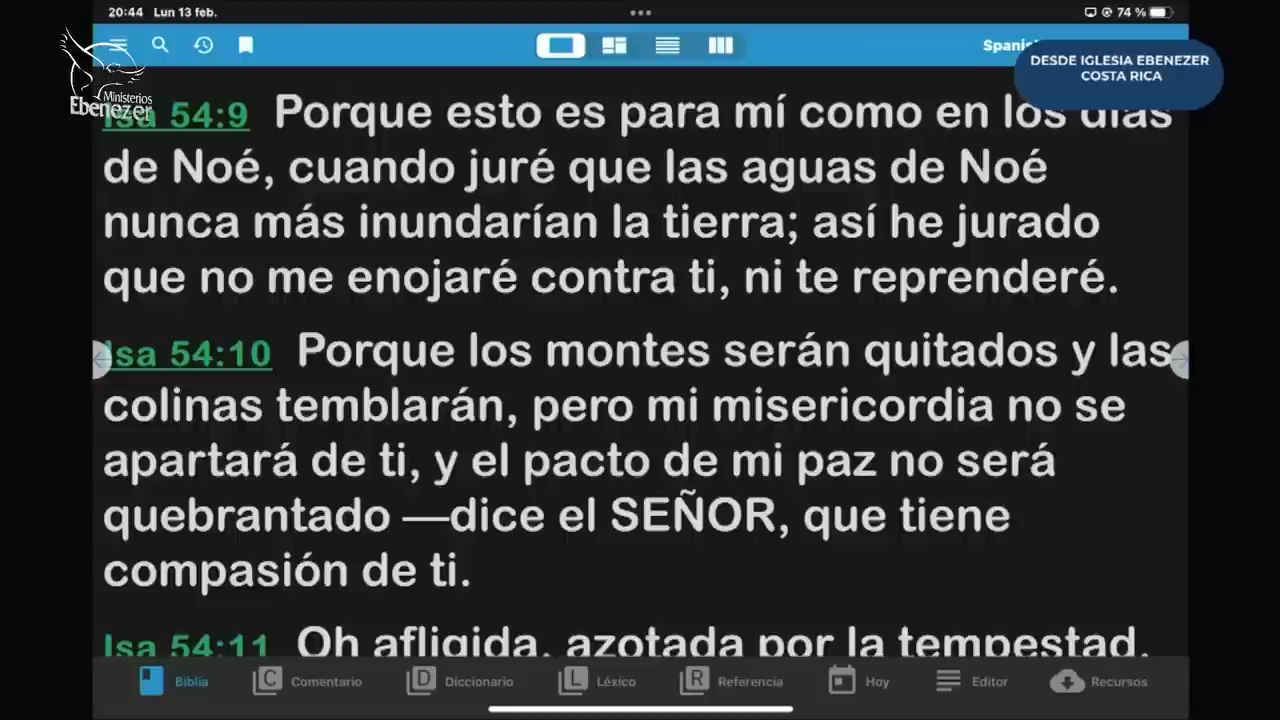 20:44 Lun 13 feb.
74 %
DESDE IGLESIA EBENEZER
COSTA RICA
Ministerios
Ebenezer
Isa 54:9 Porque esto es para mí como en los días
de Noé, cuando juré que las aguas de Noé
nunca más inundarían la tierra; así he jurado
que no me enojaré contra ti, ni te reprenderé.
Isa 54:10 Porque los montes serán quitados y las
colinas temblarán, pero mi misericordia no se
apartará de ti, y el pacto de mi paz no será
quebrantado —dice el SEÑOR, que tiene
compasión de ti.
Isa 54:11 Oh afligida, azotada por la tempestad,
Biblia Comentario Diccionario Léxico Referencia Hoy Editor Recursos